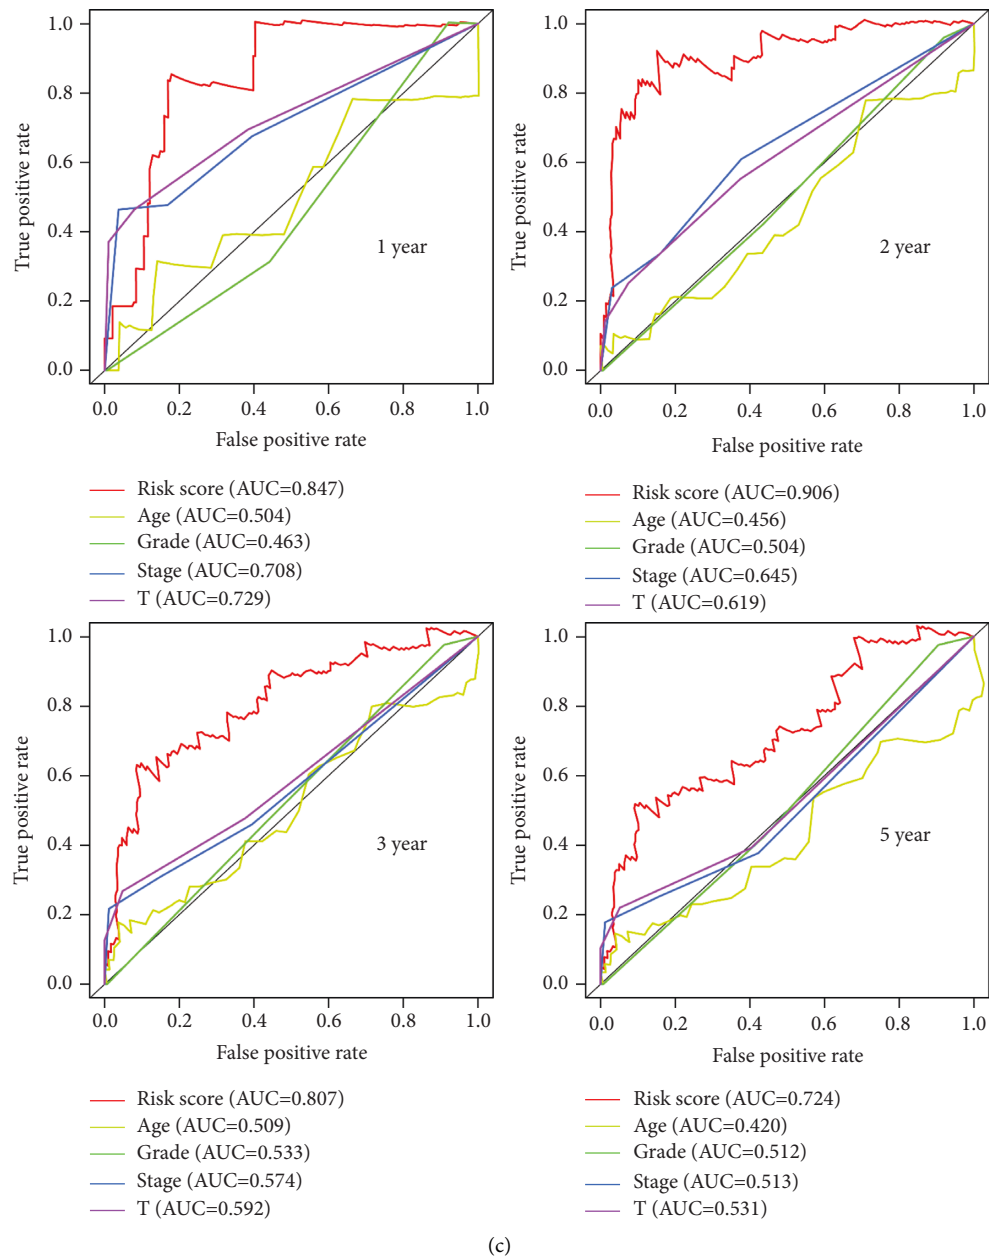 1.0
0.8
0.6
0.4
0.2
0.0
True positive rate
1 year
0.0 0.2 0.4 0.6 0.8 1.0
False positive rate
Risk score (AUC=0.847)
Age (AUC=0.504)
Grade (AUC=0.463)
Stage (AUC=0.708)
T (AUC=0.729)
1.0
0.8
0.6
0.4
0.2
0.0
True positive rate
2 year
0.0 0.2 0.4 0.6 0.8 1.0
False positive rate
Risk score (AUC=0.906)
Age (AUC=0.456)
Grade (AUC=0.504)
Stage (AUC=0.645)
T (AUC=0.619)
1.0
0.8
0.6
0.4
0.2
0.0
True positive rate
3 year
0.0 0.2 0.4 0.6 0.8 1.0
False positive rate
Risk score (AUC=0.807)
Age (AUC=0.509)
Grade (AUC=0.533)
Stage (AUC=0.574)
T (AUC=0.592)
1.0
0.8
0.6
0.4
0.2
0.0
True positive rate
5 year
0.0 0.2 0.4 0.6 0.8 1.0
False positive rate
Risk score (AUC=0.724)
Age (AUC=0.420)
Grade (AUC=0.512)
Stage (AUC=0.513)
T (AUC=0.531)
(c)